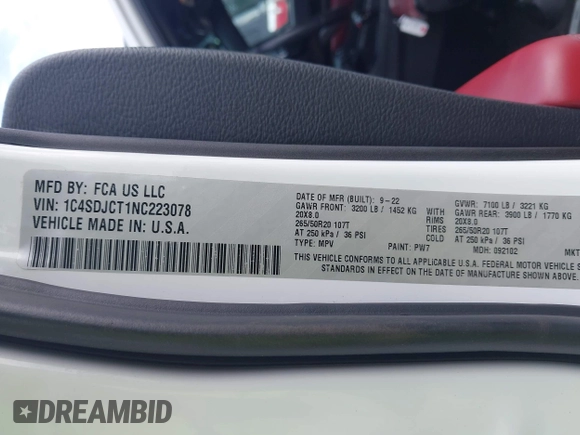 MFD BY: FCA US LLC
VIN: 1C4SDJCT1NC223078
VEHICLE MADE IN: U.S.A.
DATE OF MFR (BUILT): 9-22
GVWR: 7100 LB / 3221 KG
GAWR FRONT: 3200 LB / 1452 KG
WITH GAWR REAR: 3900 LB / 1770 KG
20X8.0
RIMS 20X8.0
265/50R20 107T
TIRES 265/50R20 107T
AT 250 kPa / 36 PSI
AT 250 kPa / 36 PSI
TYPE: MPV
PAINT: PW7
MDH: 092102
MKT
THIS VEHICLE CONFORMS TO ALL APPLICABLE U.S.A. FEDERAL MOTOR VEHICLE S
STANDARDS IN EFFECT ON THE DATE OF MANUFACTURE SHOWN ABOVE.
DREAMBID